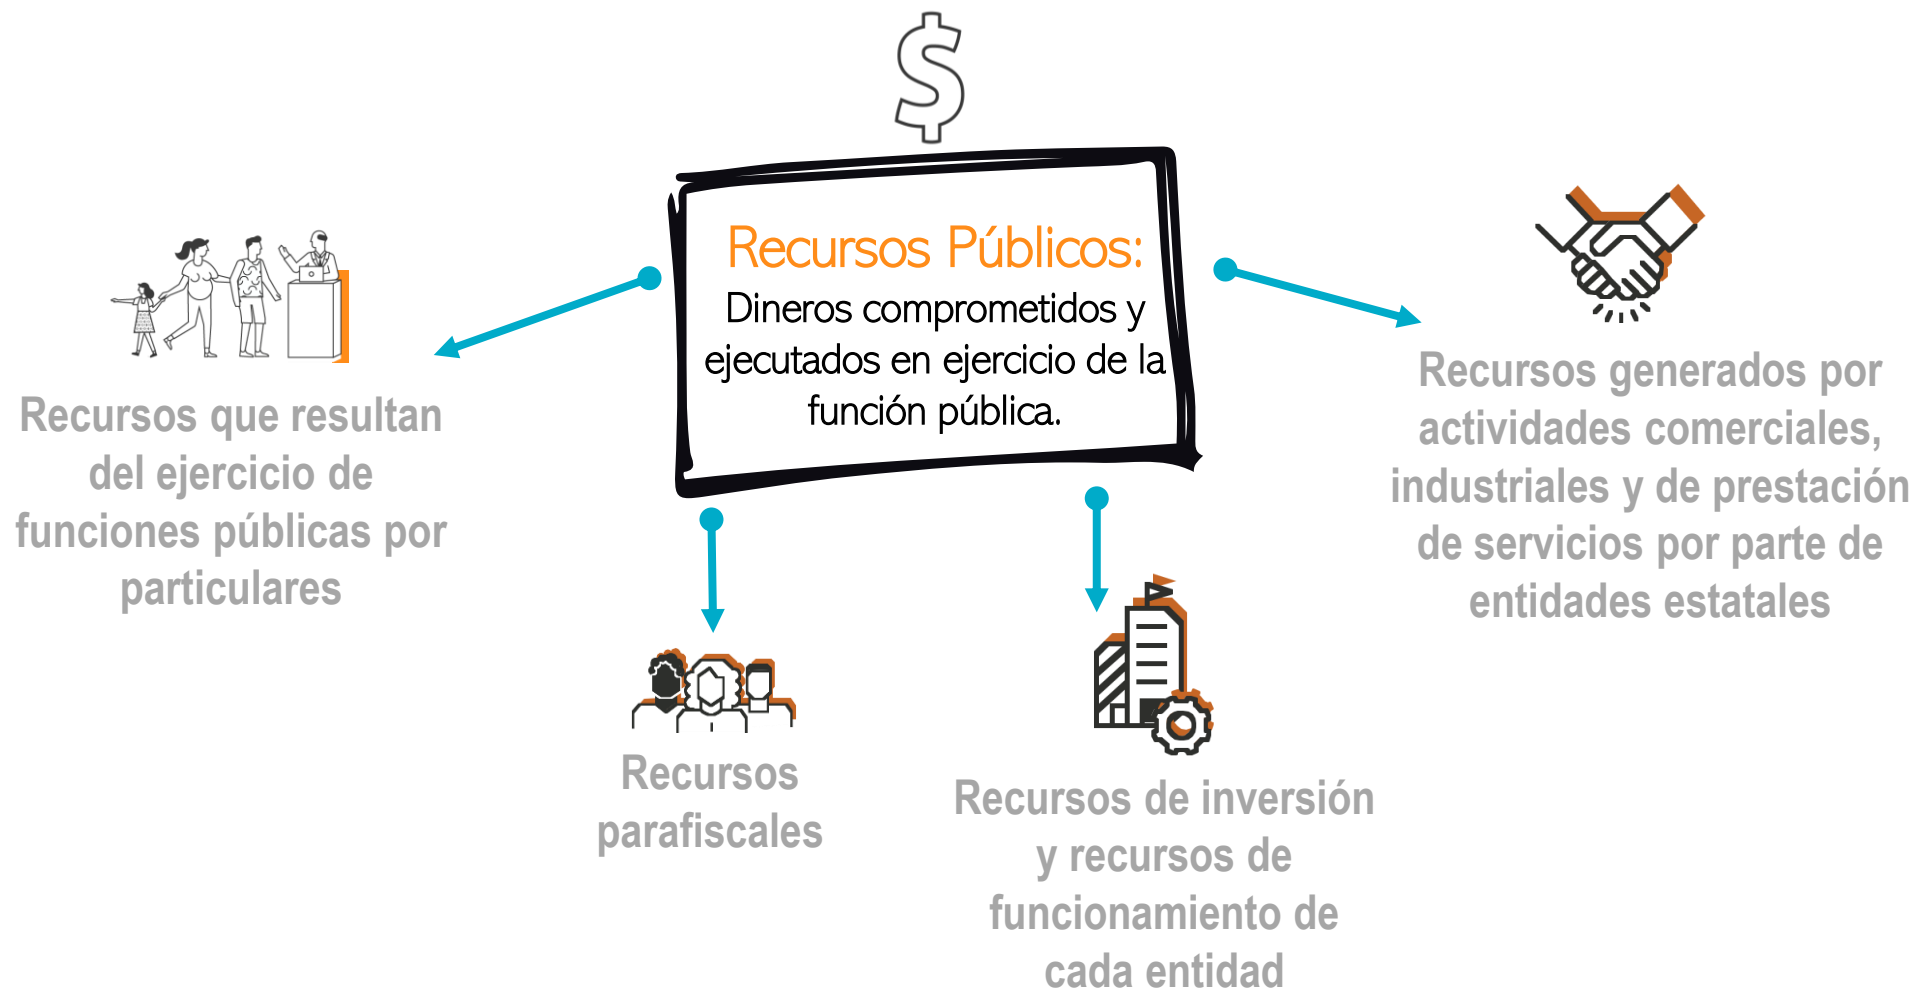 $
Recursos Públicos:
Dineros comprometidos y
ejecutados en ejercicio de la
función pública.
Recursos que resultan
del ejercicio de
funciones públicas por
particulares
Recursos
parafiscales
Recursos de inversión
y recursos de
funcionamiento de
cada entidad
Recursos generados por
actividades comerciales,
industriales y de prestación
de servicios por parte de
entidades estatales